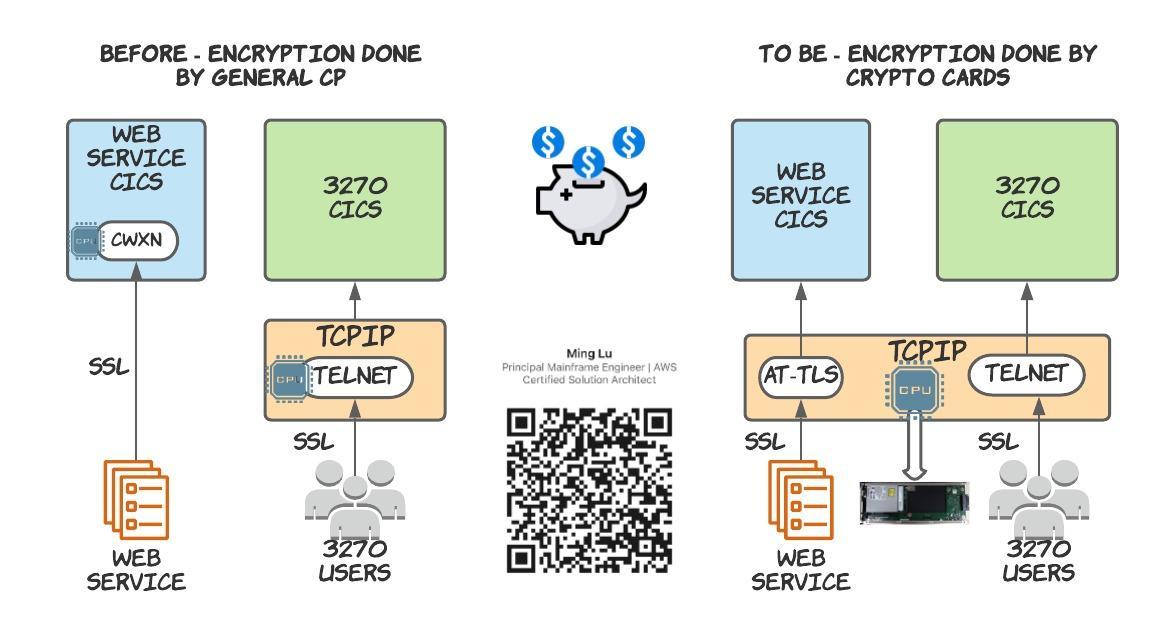 BEFORE - ENCRYPTION DONE
BY GENERAL CP
WEB
SERVICE
CICS
CPU
CWXN
3270
CICS
TCPIP
CPU
TELNET
SSL
SSL
WEB
SERVICE
3270
USERS
$
$
$
Ming Lu
Principal Mainframe Engineer | AWS
Certified Solution Architect
TO BE - ENCRYPTION DONE BY
CRYPTO CARDS
WEB
SERVICE
CICS
3270
CICS
TCPIP
AT-TLS
CPU
TELNET
SSL
SSL
WEB
SERVICE
3270
USERS